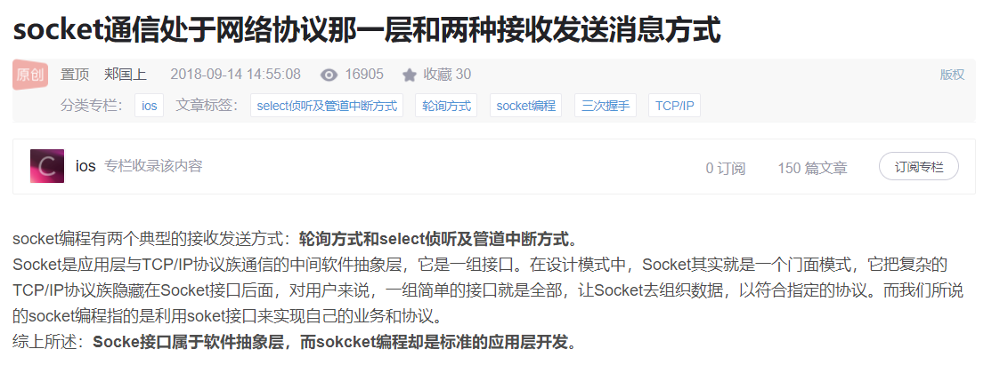 socket通信处于网络协议那一层和两种接收发送消息方式
原创 置顶 郏国上 2018-09-14 14:55:08 16905 收藏 30 版权
分类专栏： ios 文章标签： select侦听及管道中断方式 轮询方式 socket编程 三次握手 TCP/IP
C ios 专栏收录该内容 0 订阅 150 篇文章 订阅专栏
socket编程有两个典型的接收发送方式：轮询方式和select侦听及管道中断方式。
Socket是应用层与TCP/IP协议族通信的中间软件抽象层，它是一组接口。在设计模式中，Socket其实就是一个门面模式，它把复杂的
TCP/IP协议族隐藏在Socket接口后面，对用户来说，一组简单的接口就是全部，让Socket去组织数据，以符合指定的协议。而我们所说
的socket编程指的是利用soket接口来实现自己的业务和协议。
综上所述：Socke接口属于软件抽象层，而sokcket编程却是标准的应用层开发。